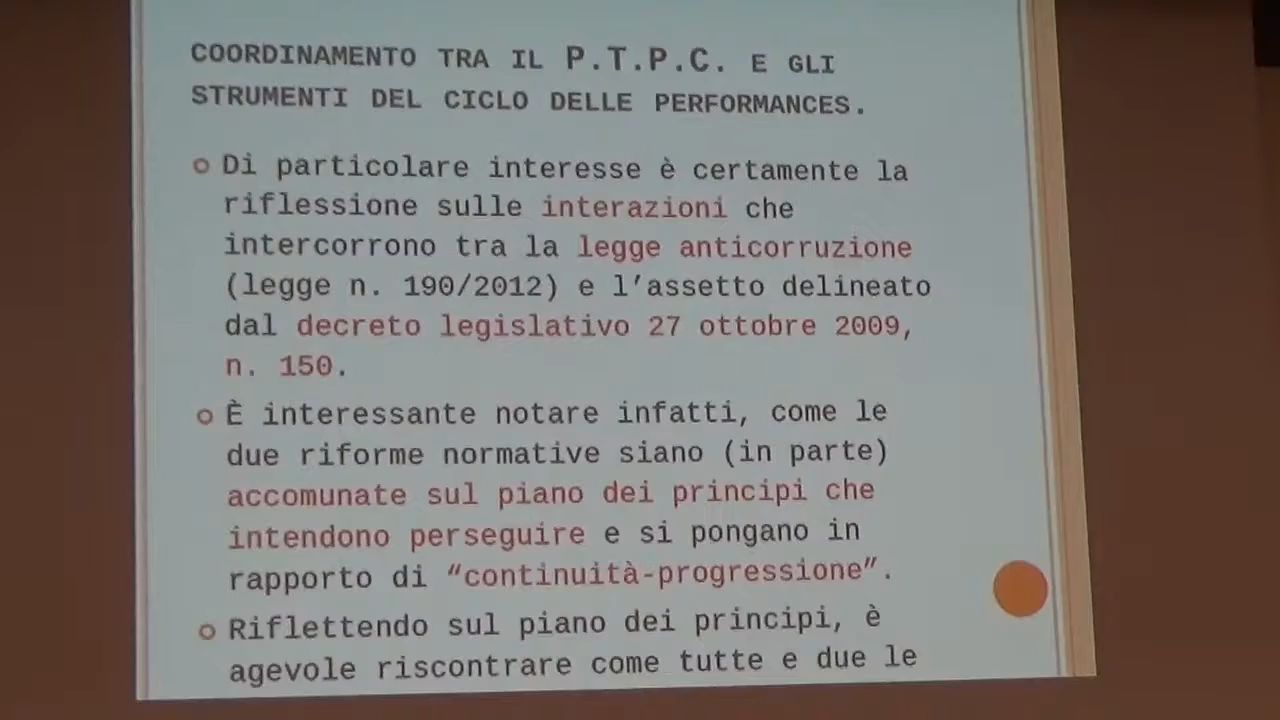 COORDINAMENTO TRA IL P.T.P.C. E GLI
STRUMENTI DEL CICLO DELLE PERFORMANCES.
Di particolare interesse è certamente la
riflessione sulle interazioni che
intercorrono tra la legge anticorruzione
(legge n. 190/2012) e l’assetto delineato
dal decreto legislativo 27 ottobre 2009,
n. 150.
È interessante notare infatti, come le
due riforme normative siano (in parte)
accomunate sul piano dei principi che
intendono perseguire e si pongano in
rapporto di “continuità-progressione”.
Riflettendo sul piano dei principi, è
agevole riscontrare come tutte e due le